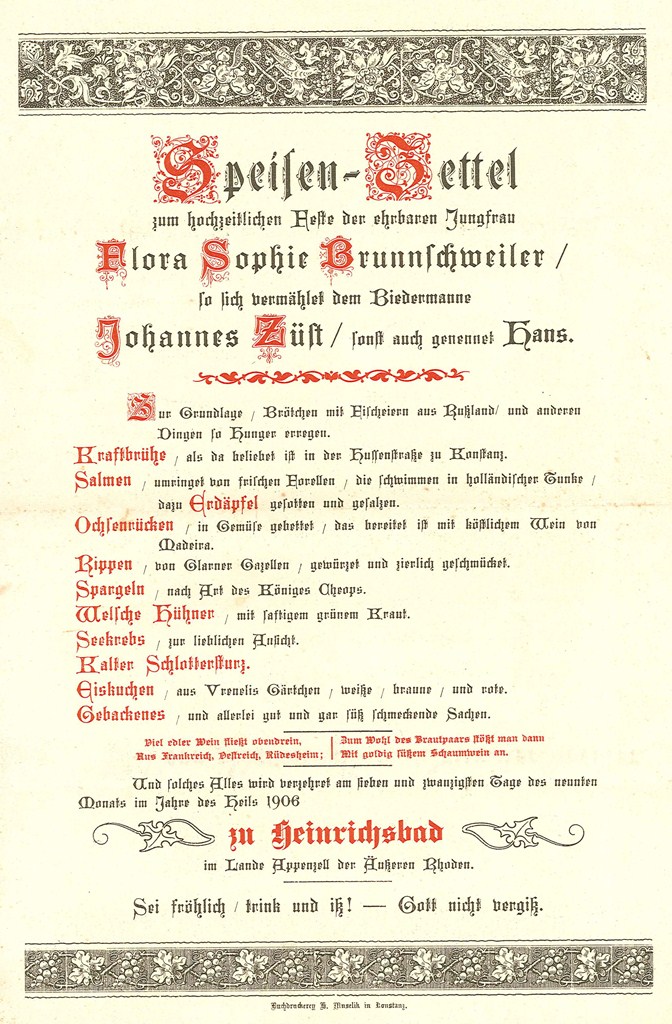 Speisen-Zettel
zum hochzeitlichen Feste der ehrbaren Jungfrau
Flora Sophie Brunnschweiler /
so sich vermählet dem Biedermanne
Johannes Züst / sonst auch genennet Hans.
Zur Grundlage / Brötchen mit Fischeiern aus Rußland / und anderen
Dingen so Hunger erregen.
Kraftbrühe / als da beliebet ist in der Hussenstraße zu Konstanz.
Salmen / umringet von frischen Forellen / die schwimmen in holländischer Tunke /
dazu Erdäpfel gesotten und gesalzen.
Ochsenrücken / in Gemüse gebettet / das bereitet ist mit köstlichem Wein von
Madeira.
Rippen / von Glarner Gazellen / gewürzet und zierlich geschmücket.
Spargeln / nach Art des Königes Cheops.
Welsche Hühner / mit saftigem grünem Kraut.
Seekrebs / zur lieblichen Ansicht.
Kalter Schlottersturz.
Eiskuchen / aus Vrenelis Gärtchen / weiße / braune / und rote.
Gebackenes / und allerlei gut und gar süß schmeckende Sachen.
Viel edler Wein fließt obendrein,
Aus Frankreich, Oestreich, Rüdesheim;
Zum Wohl des Brautpaars stößt man dann
Mit goldig süßem Schaumwein an.
Und solches Alles wird verzehret am sieben und zwanzigsten Tage des neunten
Monats im Jahre des Heils 1906
zu Heinrichsbad
im Lande Appenzell der Äußeren Rhoden.
Sei fröhlich / trink und iß! — Gott nicht vergiß.
Buchdruckerey H. Muselik in Konstanz.